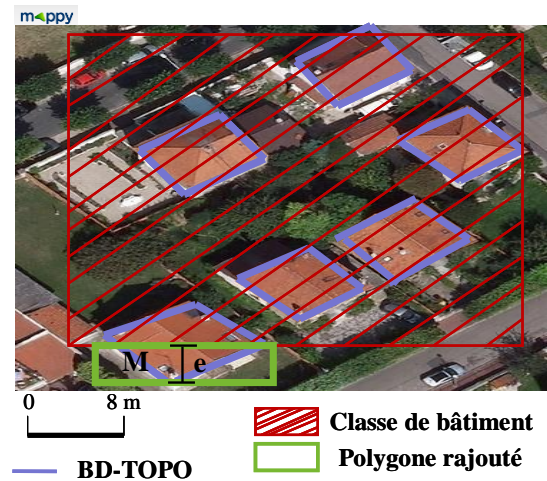 mappy
M e
0 8 m
Classe de bâtiment
Polygone rajouté
BD-TOPO